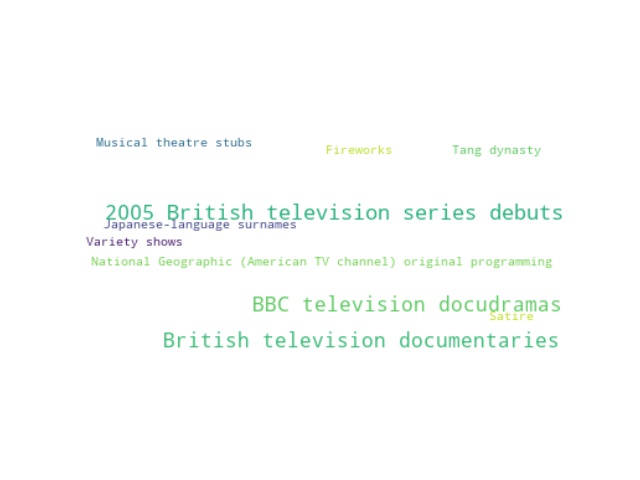 Musical theatre stubs
Fireworks
Tang dynasty
2005 British television series debuts
Japanese-language surnames
Variety shows
National Geographic (American TV channel) original programming
BBC television docudramas
Satire
British television documentaries